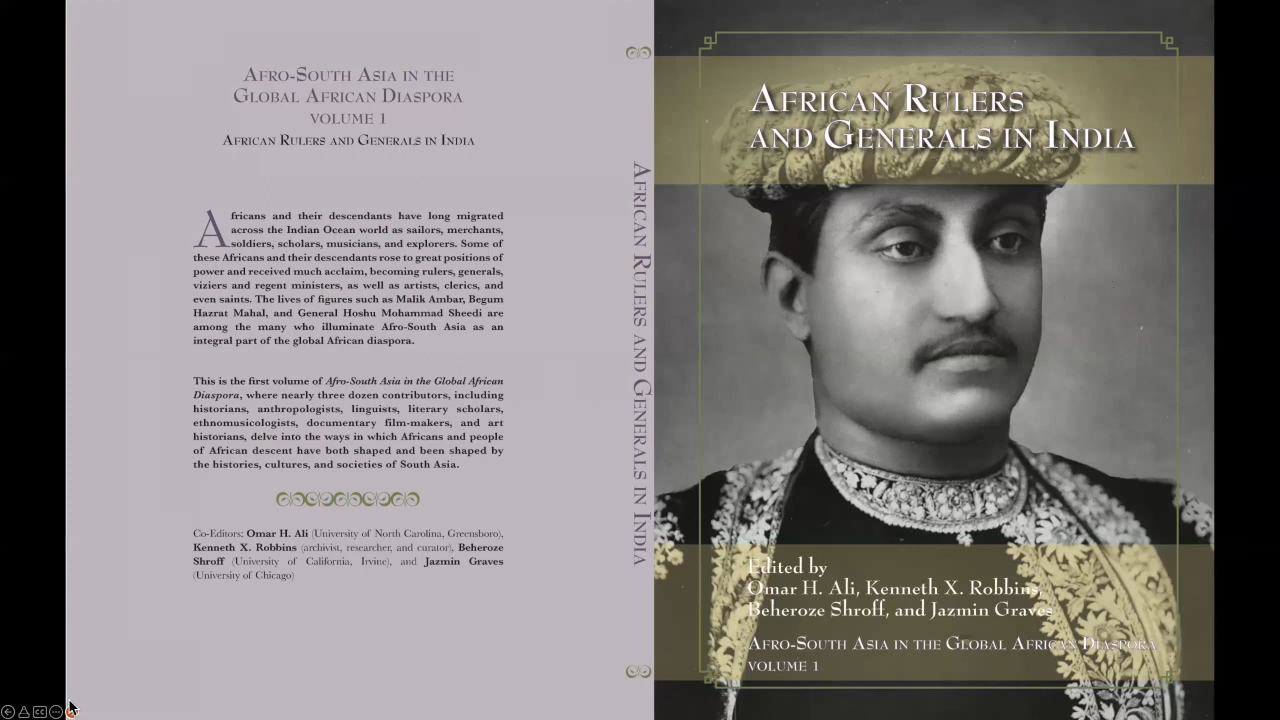 AFRO-SOUTH ASIA IN THE
GLOBAL AFRICAN DIASPORA
VOLUME 1
AFRICAN RULERS AND GENERALS IN INDIA
Africans and their descendants have long migrated
across the Indian Ocean world as sailors, merchants,
soldiers, scholars, musicians, and explorers. Some of
these Africans and their descendants rose to great positions of
power and received much acclaim, becoming rulers, generals,
viziers and regent ministers, as well as artists, clerics, and
even saints. The lives of figures such as Malik Ambar, Begum
Hazrat Mahal, and General Hoshu Mohammad Sheedi are
among the many who illuminate Afro-South Asia as an
integral part of the global African diaspora.
This is the first volume of Afro-South Asia in the Global African
Diaspora, where nearly three dozen contributors, including
historians, anthropologists, linguists, literary scholars,
ethnomusicologists, documentary film-makers, and art
historians, delve into the ways in which Africans and people
of African descent have both shaped and been shaped by
the histories, cultures, and societies of South Asia.
Co-Editors: Omar H. Ali (University of North Carolina, Greensboro),
Kenneth X. Robbins (archivist, researcher, and curator), Beheroze
Shroff (University of California, Irvine), and Jazmin Graves
(University of Chicago)
AFRICAN RULERS AND GENERALS IN INDIA
AFRICAN RULERS
AND GENERALS IN INDIA
Edited by
Omar H. Ali, Kenneth X. Robbins,
Beheroze Shroff, and Jazmin Graves
AFRO-SOUTH ASIA IN THE GLOBAL AFRICAN DIASPORA
VOLUME 1
CC